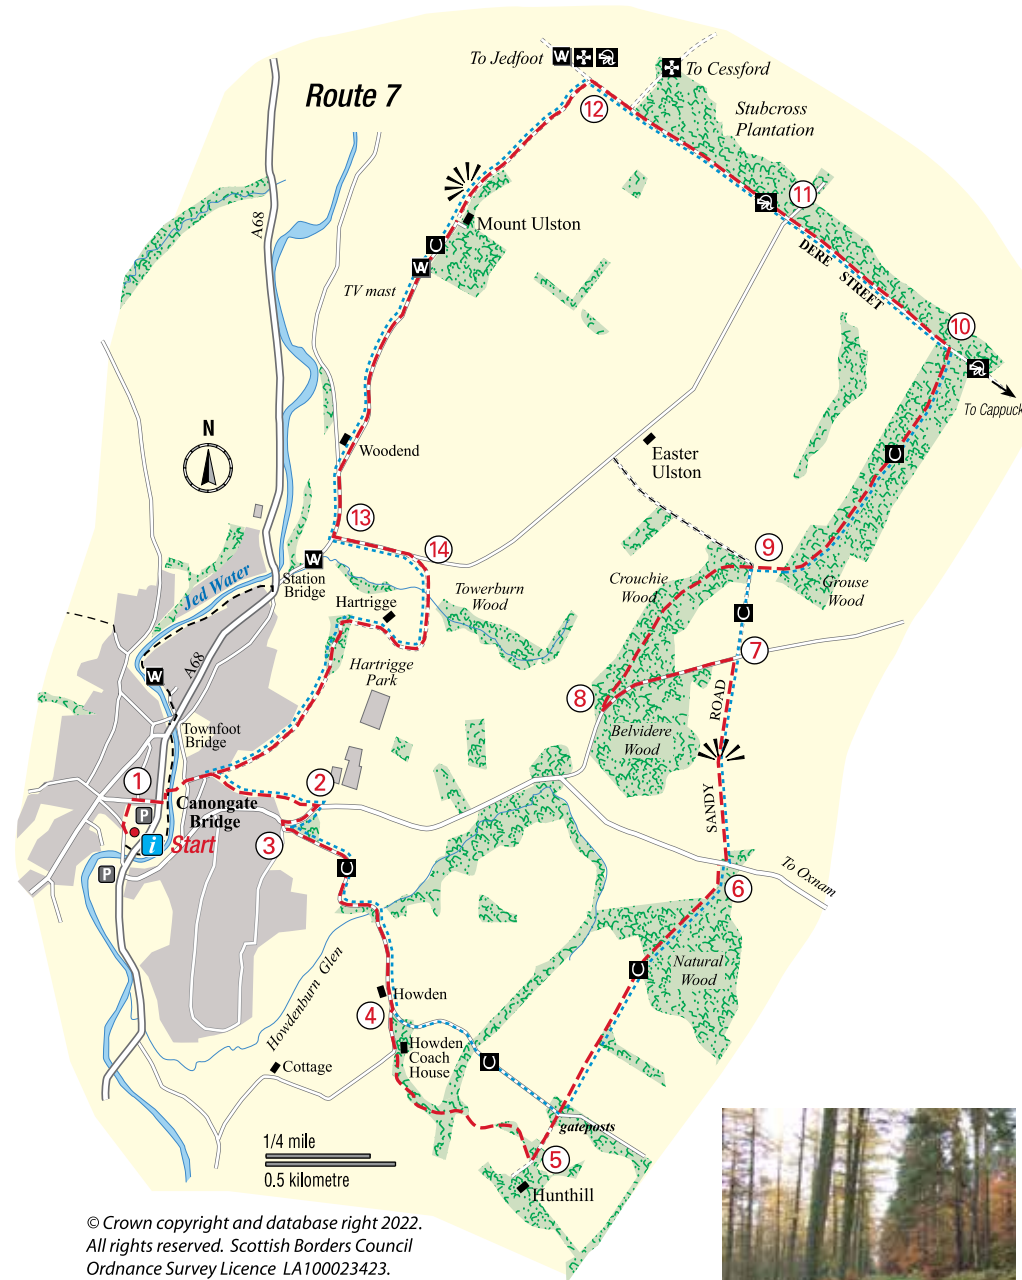 Route 7
To Jedfoot
W
To Cessford
12
Stubcross
Plantation
11
A68
Mount Ulston
DERE STREET
W
TV mast
10
To Cappuck
N
Woodend
Easter
Ulston
13
14
9
W
Station
Bridge
Jed Water
Crouchie
Wood
Grouse
Wood
Towerburn
Wood
Hartrigge
7
A68
W
Hartrigge
Park
8
ROAD
Belvidere
Wood
Townfoot
Bridge
1
2
SANDY
P
Canongate
Bridge
i
Start
3
P
To Oxnam
6
Natural
Wood
Howdenburn Glen
Howden
4
Howden
Coach
House
Cottage
gateposts
1/4 mile
0.5 kilometre
5
Hunthill
© Crown copyright and database right 2022.
All rights reserved. Scottish Borders Council
Ordnance Survey Licence LA100023423.